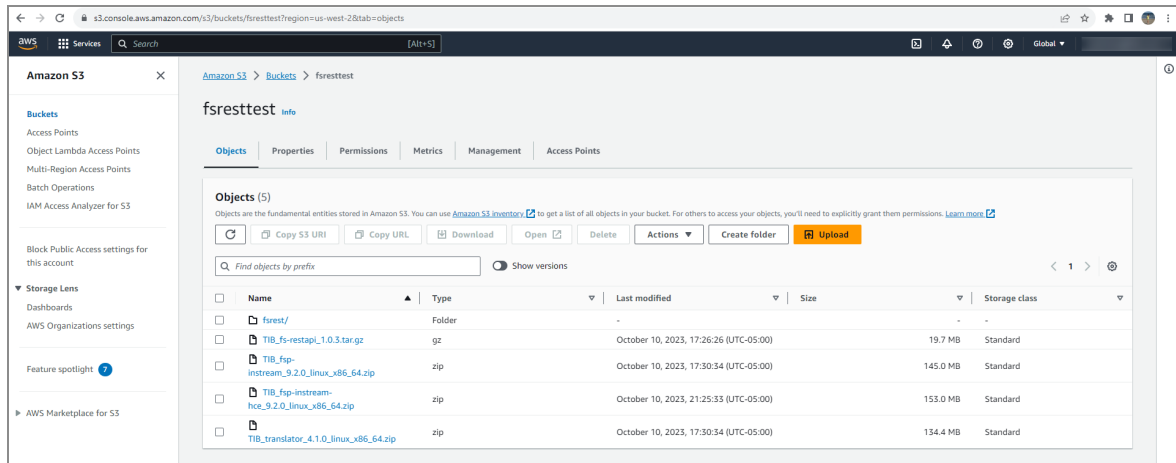 s3.console.aws.amazon.com/s3/buckets/fsresttest?region=us-west-2&tab=objects
aws Services Search [Alt+S] Global
Amazon S3
Buckets
Access Points
Object Lambda Access Points
Multi-Region Access Points
Batch Operations
IAM Access Analyzer for S3
Block Public Access settings for
this account
Storage Lens
Dashboards
AWS Organizations settings
Feature spotlight 7
AWS Marketplace for S3
Amazon S3 > Buckets > fsresttest
fsresttest Info
Objects Properties Permissions Metrics Management Access Points
Objects (5)
Objects are the fundamental entities stored in Amazon S3. You can use Amazon S3 inventory to get a list of all objects in your bucket. For others to access your objects, you'll need to explicitly grant them permissions. Learn more
Copy S3 URI Copy URL Download Open Delete Actions Create folder Upload
Find objects by prefix Show versions < 1 >
Name Type Last modified Size Storage class
fsrest/ Folder - - -
TIB_fs-restapi_1.0.3.tar.gz gz October 10, 2023, 17:26:26 (UTC-05:00) 19.7 MB Standard
TIB_fsp-
instream_9.2.0_linux_x86_64.zip zip October 10, 2023, 17:30:34 (UTC-05:00) 145.0 MB Standard
TIB_fsp-instream-
hce_9.2.0_linux_x86_64.zip zip October 10, 2023, 21:25:33 (UTC-05:00) 153.0 MB Standard
TIB_translator_4.1.0_linux_x86_64.zip zip October 10, 2023, 17:30:34 (UTC-05:00) 134.4 MB Standard